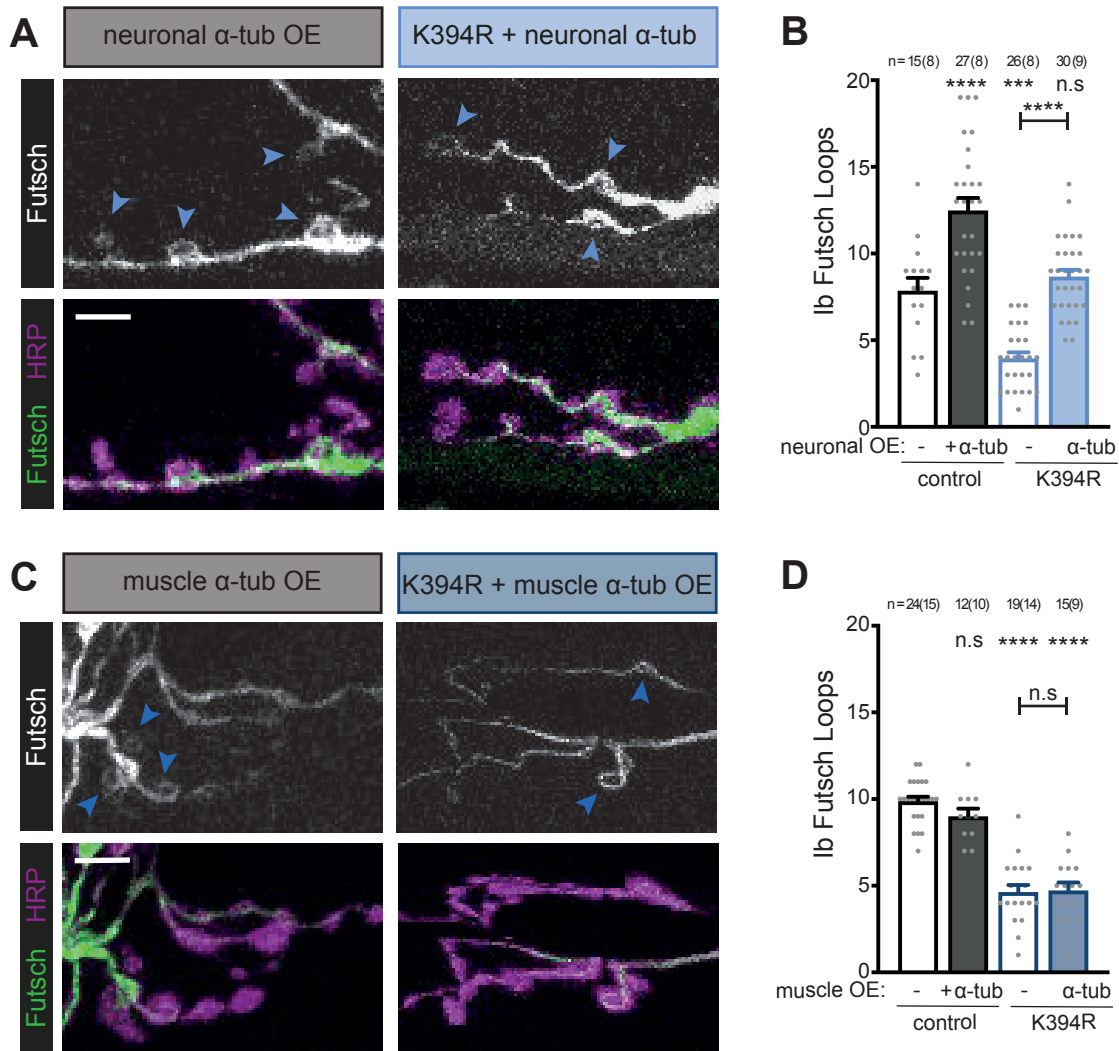 A
neuronal α-tub OE
K394R + neuronal α-tub
Futsch
Futsch HRP
B
n=15(8) 27(8) 26(8) 30(9)
**** *** n.s
****
Ib Futsch Loops
20
15
10
5
0
neuronal OE: - +α-tub - α-tub
control K394R
C
muscle α-tub OE
K394R + muscle α-tub OE
Futsch
Futsch HRP
D
n=24(15) 12(10) 19(14) 15(9)
n.s **** ****
n.s
Ib Futsch Loops
20
15
10
5
0
muscle OE: - +α-tub - α-tub
control K394R